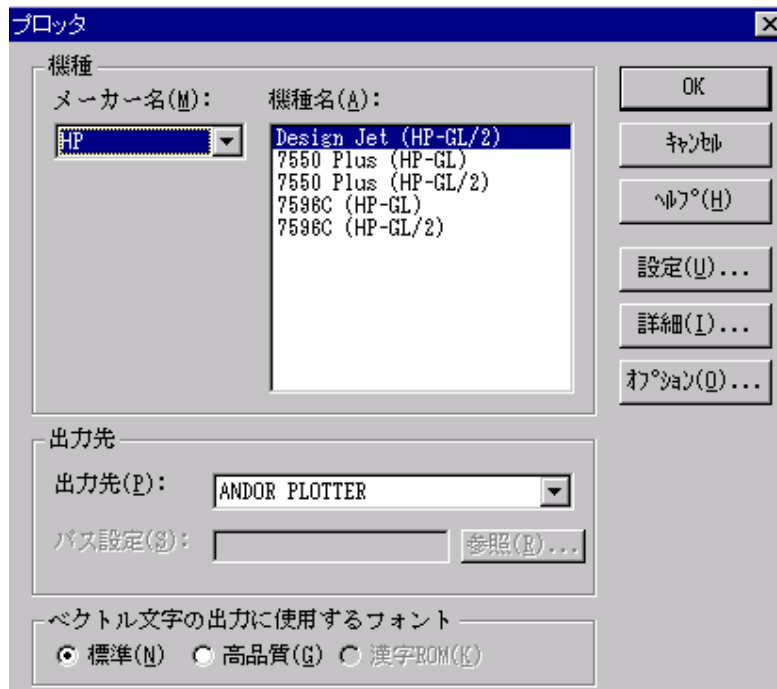 プロッタ
機種
メーカー名(M):
HP
機種名(A):
Design Jet (HP-GL/2)
7550 Plus (HP-GL)
7550 Plus (HP-GL/2)
7596C (HP-GL)
7596C (HP-GL/2)
OK
ｷｬﾝｾﾙ
ﾍﾙﾌﾟ(H)
設定(U)...
詳細(I)...
ｵﾌﾟｼｮﾝ(O)...
出力先
出力先(P):
ANDOR PLOTTER
パス設定(S):
参照(R)...
ベクトル文字の出力に使用するフォント
標準(N) 高品質(G) 漢字ROM(K)